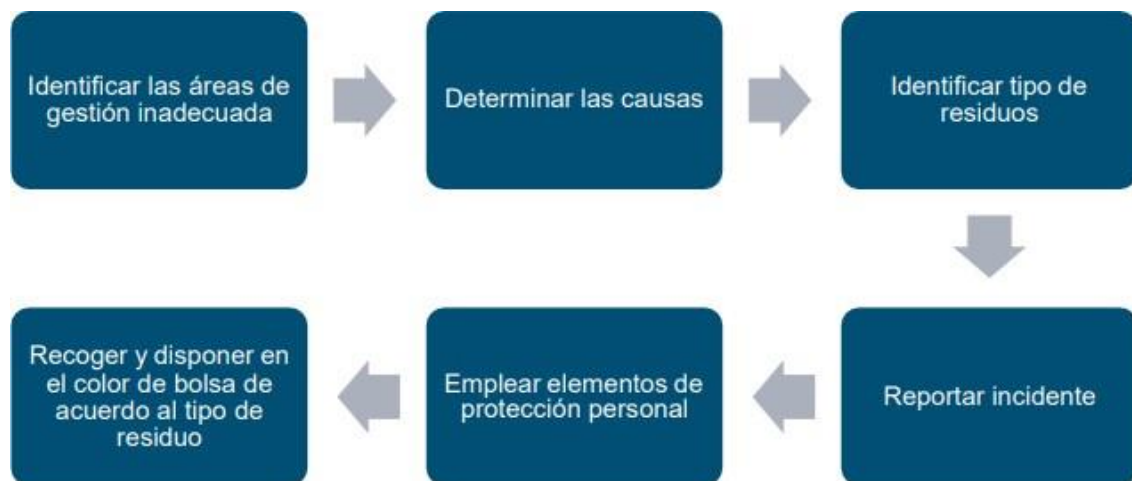 Identificar las áreas de
gestión inadecuada
Determinar las causas
Identificar tipo de
residuos
Reportar incidente
Emplear elementos de
protección personal
Recoger y disponer en
el color de bolsa de
acuerdo al tipo de
residuo